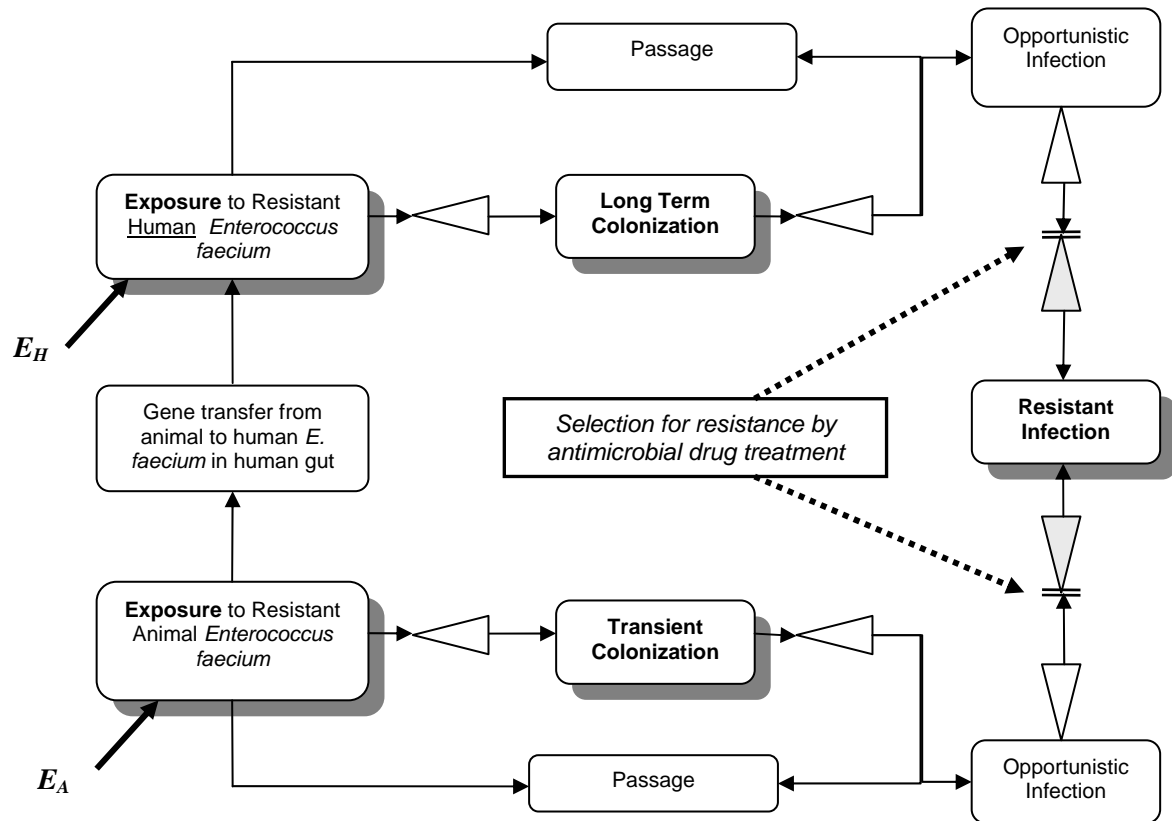 Passage
Opportunistic
Infection
Exposure to Resistant
Human Enterococcus
faecium
Long Term
Colonization
E_H
Gene transfer from
animal to human E.
faecium in human gut
Selection for resistance by
antimicrobial drug treatment
Resistant
Infection
Exposure to Resistant
Animal Enterococcus
faecium
Transient
Colonization
E_A
Passage
Opportunistic
Infection